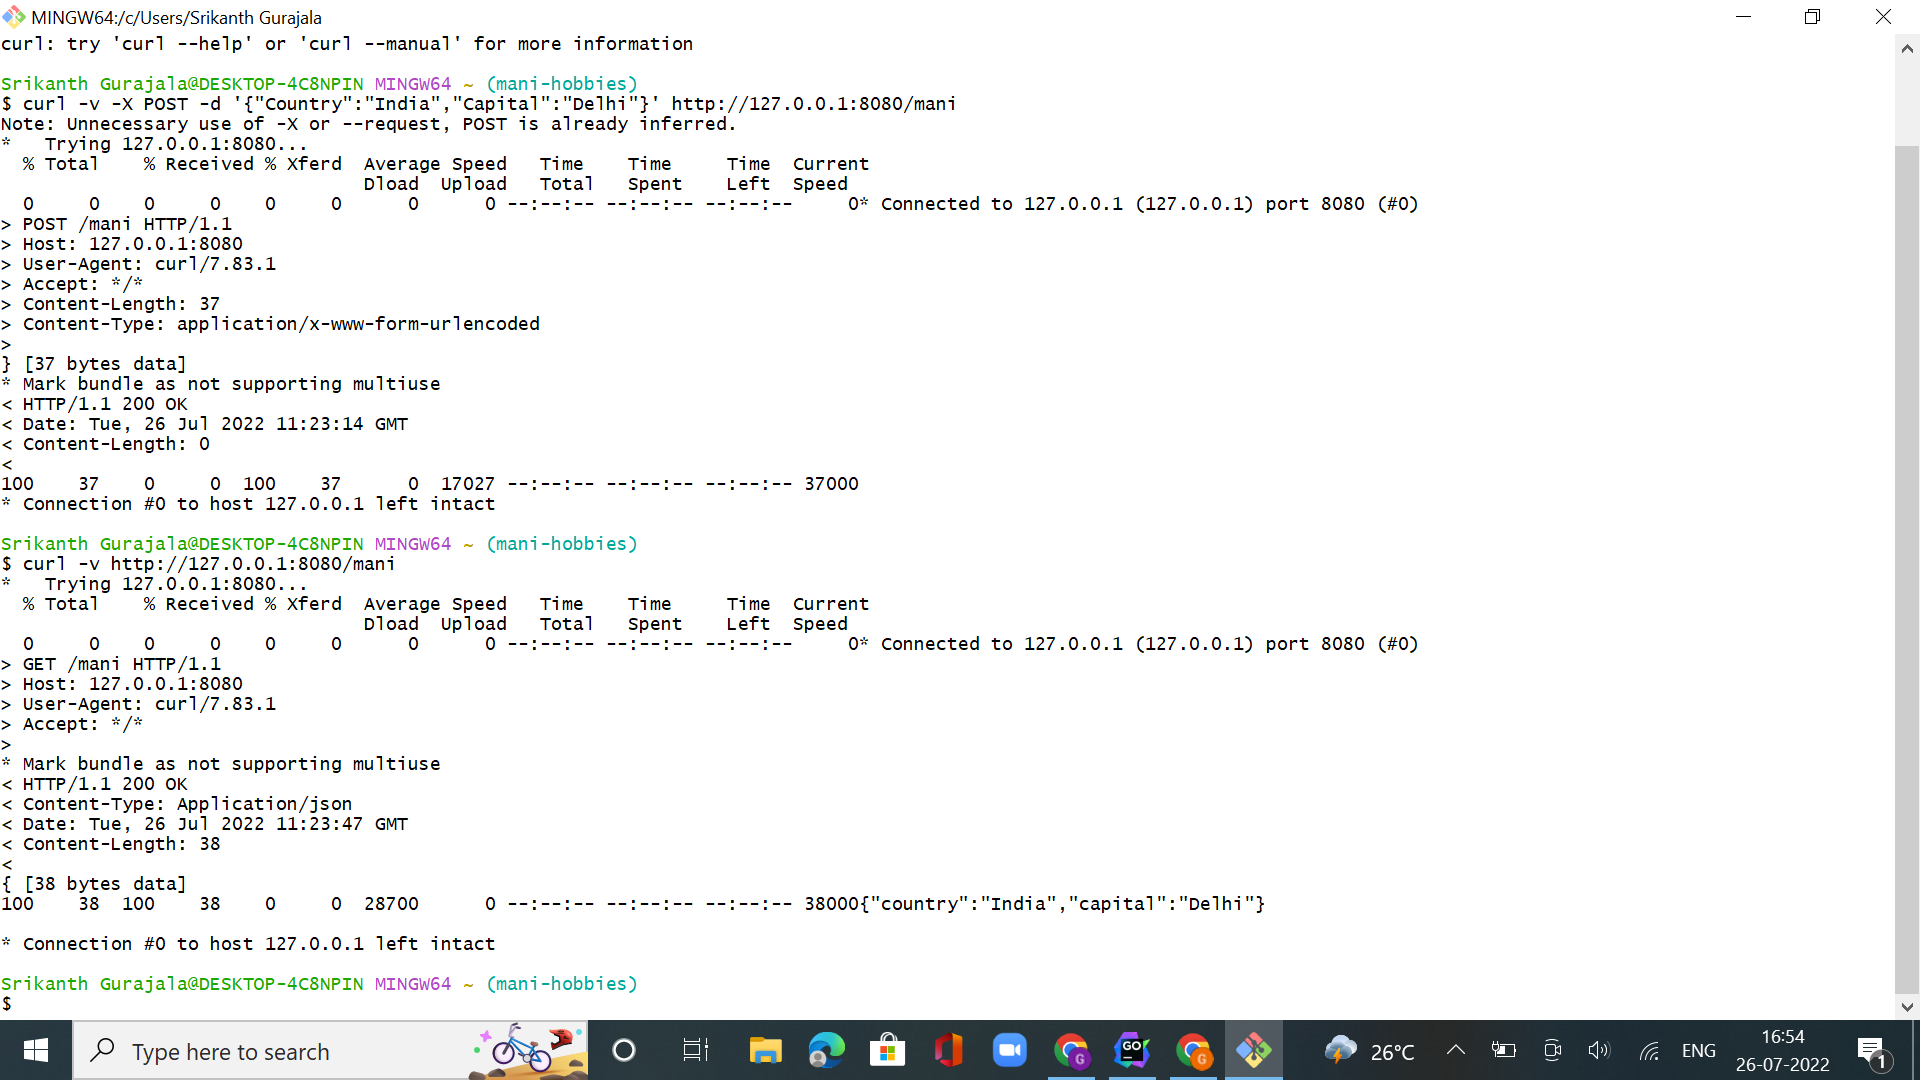 MINGW64:/c/Users/Srikanth Gurajala
curl: try 'curl --help' or 'curl --manual' for more information
Srikanth Gurajala@DESKTOP-4C8NPIN MINGW64 ~ (mani-hobbies)
$ curl -v -X POST -d '{"Country":"India","Capital":"Delhi"}' http://127.0.0.1:8080/mani
Note: Unnecessary use of -X or --request, POST is already inferred.
*   Trying 127.0.0.1:8080...
  % Total    % Received % Xferd  Average Speed   Time    Time     Time  Current
                                 Dload  Upload   Total   Spent    Left  Speed
  0     0    0     0    0     0      0      0 --:--:-- --:--:-- --:--:--     0* Connected to 127.0.0.1 (127.0.0.1) port 8080 (#0)
> POST /mani HTTP/1.1
> Host: 127.0.0.1:8080
> User-Agent: curl/7.83.1
> Accept: */*
> Content-Length: 37
> Content-Type: application/x-www-form-urlencoded
>
} [37 bytes data]
* Mark bundle as not supporting multiuse
< HTTP/1.1 200 OK
< Date: Tue, 26 Jul 2022 11:23:14 GMT
< Content-Length: 0
<
100    37    0     0  100    37      0  17027 --:--:-- --:--:-- --:--:-- 37000
* Connection #0 to host 127.0.0.1 left intact
Srikanth Gurajala@DESKTOP-4C8NPIN MINGW64 ~ (mani-hobbies)
$ curl -v http://127.0.0.1:8080/mani
*   Trying 127.0.0.1:8080...
  % Total    % Received % Xferd  Average Speed   Time    Time     Time  Current
                                 Dload  Upload   Total   Spent    Left  Speed
  0     0    0     0    0     0      0      0 --:--:-- --:--:-- --:--:--     0* Connected to 127.0.0.1 (127.0.0.1) port 8080 (#0)
> GET /mani HTTP/1.1
> Host: 127.0.0.1:8080
> User-Agent: curl/7.83.1
> Accept: */*
>
* Mark bundle as not supporting multiuse
< HTTP/1.1 200 OK
< Content-Type: Application/json
< Date: Tue, 26 Jul 2022 11:23:47 GMT
< Content-Length: 38
<
{ [38 bytes data]
100    38  100    38    0     0  28700      0 --:--:-- --:--:-- --:--:-- 38000{"country":"India","capital":"Delhi"}
* Connection #0 to host 127.0.0.1 left intact
Srikanth Gurajala@DESKTOP-4C8NPIN MINGW64 ~ (mani-hobbies)
$
Type here to search
G
GO
G
26°C
ENG
16:54
26-07-2022
1